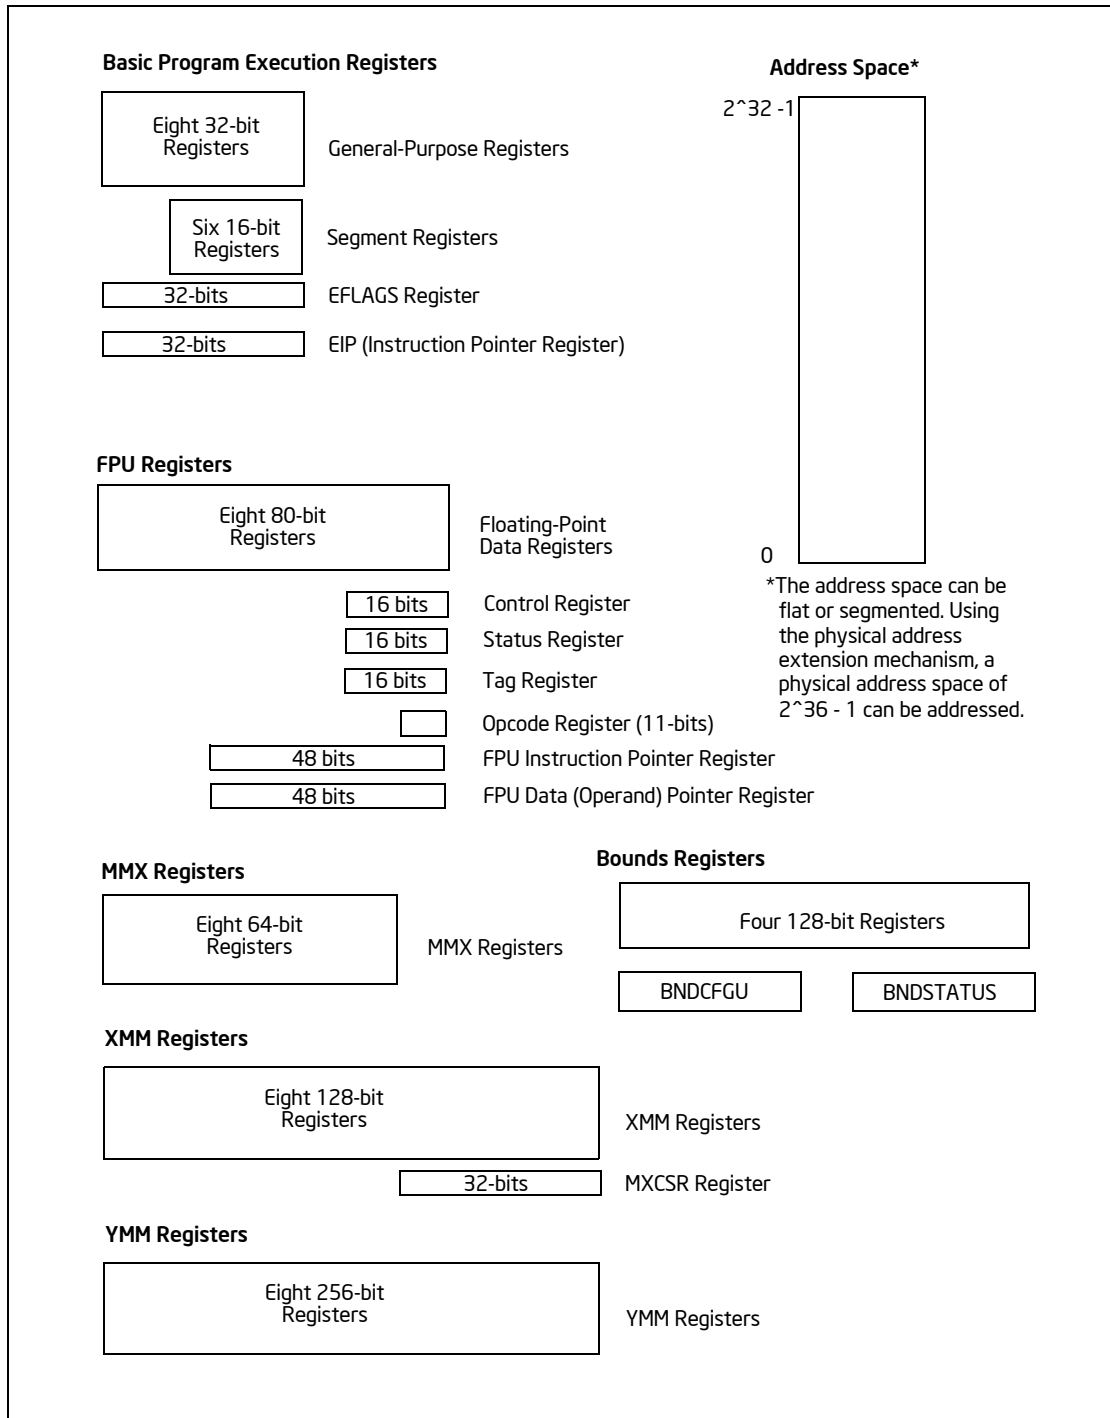 Basic Program Execution Registers
Eight 32-bit
Registers
General-Purpose Registers
Six 16-bit
Registers
Segment Registers
32-bits
EFLAGS Register
32-bits
EIP (Instruction Pointer Register)
Address Space*
2^32 -1
0
*The address space can be
flat or segmented. Using
the physical address
extension mechanism, a
physical address space of
2^36 - 1 can be addressed.
FPU Registers
Eight 80-bit
Registers
Floating-Point
Data Registers
16 bits
Control Register
16 bits
Status Register
16 bits
Tag Register
Opcode Register (11-bits)
48 bits
FPU Instruction Pointer Register
48 bits
FPU Data (Operand) Pointer Register
MMX Registers
Eight 64-bit
Registers
MMX Registers
Bounds Registers
Four 128-bit Registers
BNDCFGU
BNDSTATUS
XMM Registers
Eight 128-bit
Registers
XMM Registers
32-bits
MXCSR Register
YMM Registers
Eight 256-bit
Registers
YMM Registers